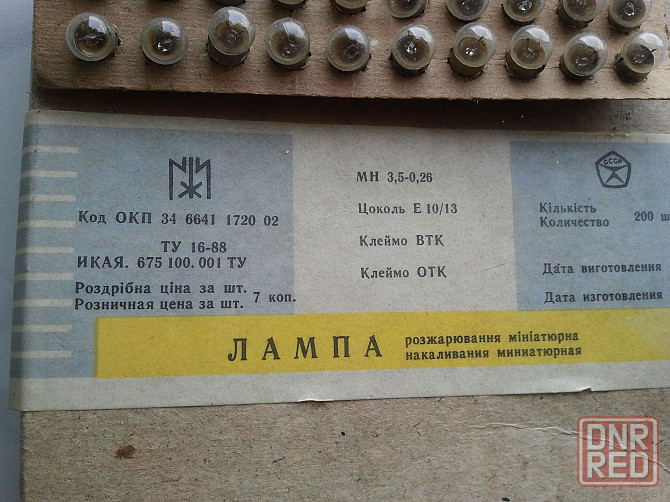 Код ОКП 34 6641 1720 02
ТУ 16-88
ИКАЯ. 675 100.001 ТУ
Роздрібна ціна за шт.
Розничная цена за шт. 7 коп.
МН 3,5-0,26
Цоколь Е 10/13
Клеймо ВТК
Клеймо ОТК
СССР
Кількість
Количество 200 ш
Дата виготовлення
Дата изготовления
ЛАМПА
розжарювання мініатюрна
накаливания миниатюрная
DNR
RED